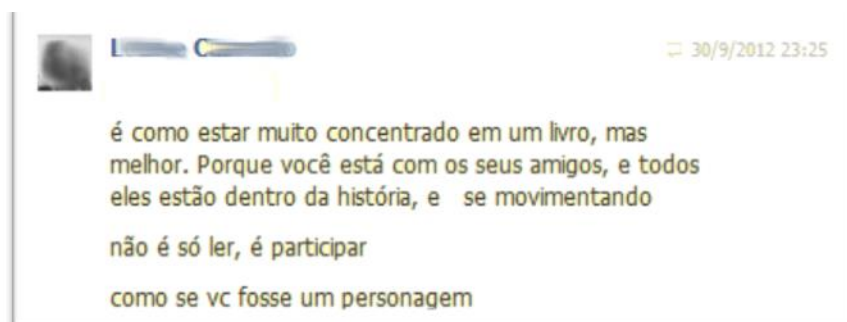 L C
30/9/2012 23:25
é como estar muito concentrado em um livro, mas
melhor. Porque você está com os seus amigos, e todos
eles estão dentro da história, e se movimentando
não é só ler, é participar
como se vc fosse um personagem